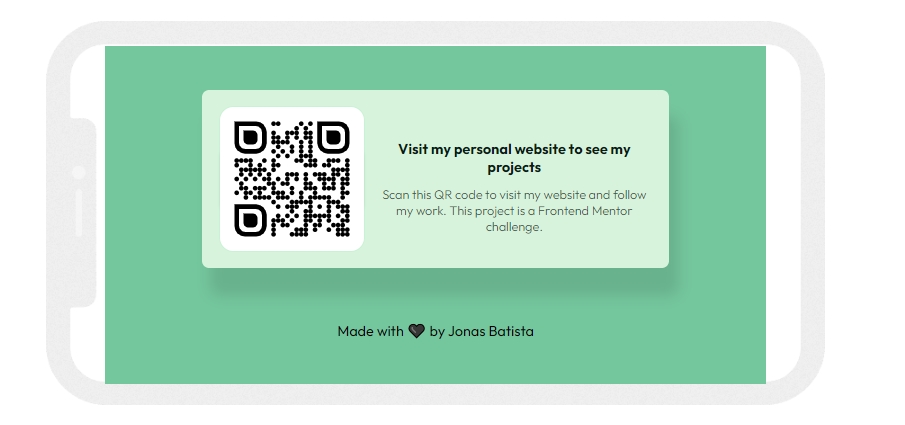 Visit my personal website to see my
projects
Scan this QR code to visit my website and follow
my work. This project is a Frontend Mentor
challenge.
Made with 🖤 by Jonas Batista